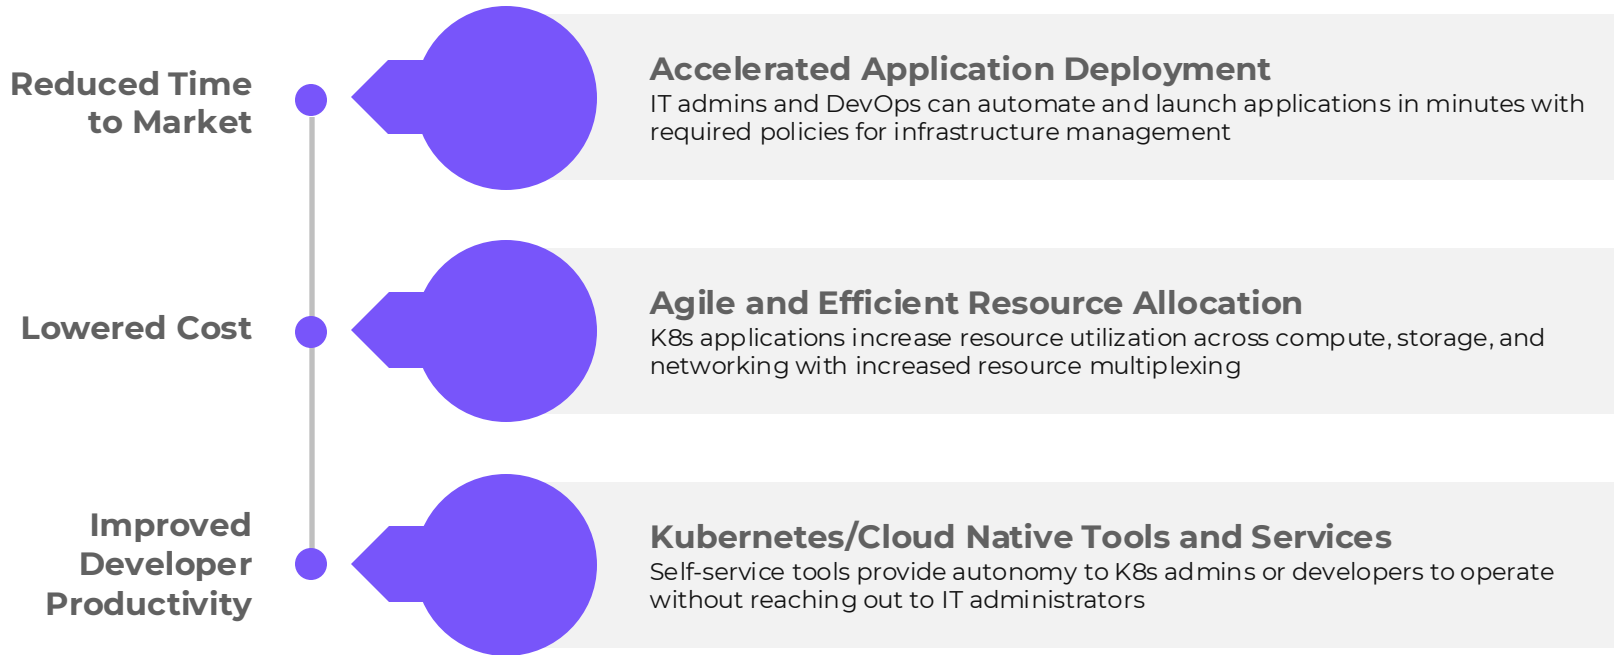 Reduced Time
to Market
Accelerated Application Deployment
IT admins and DevOps can automate and launch applications in minutes with
required policies for infrastructure management
Lowered Cost
Agile and Efficient Resource Allocation
K8s applications increase resource utilization across compute, storage, and
networking with increased resource multiplexing
Improved
Developer
Productivity
Kubernetes/Cloud Native Tools and Services
Self-service tools provide autonomy to K8s admins or developers to operate
without reaching out to IT administrators